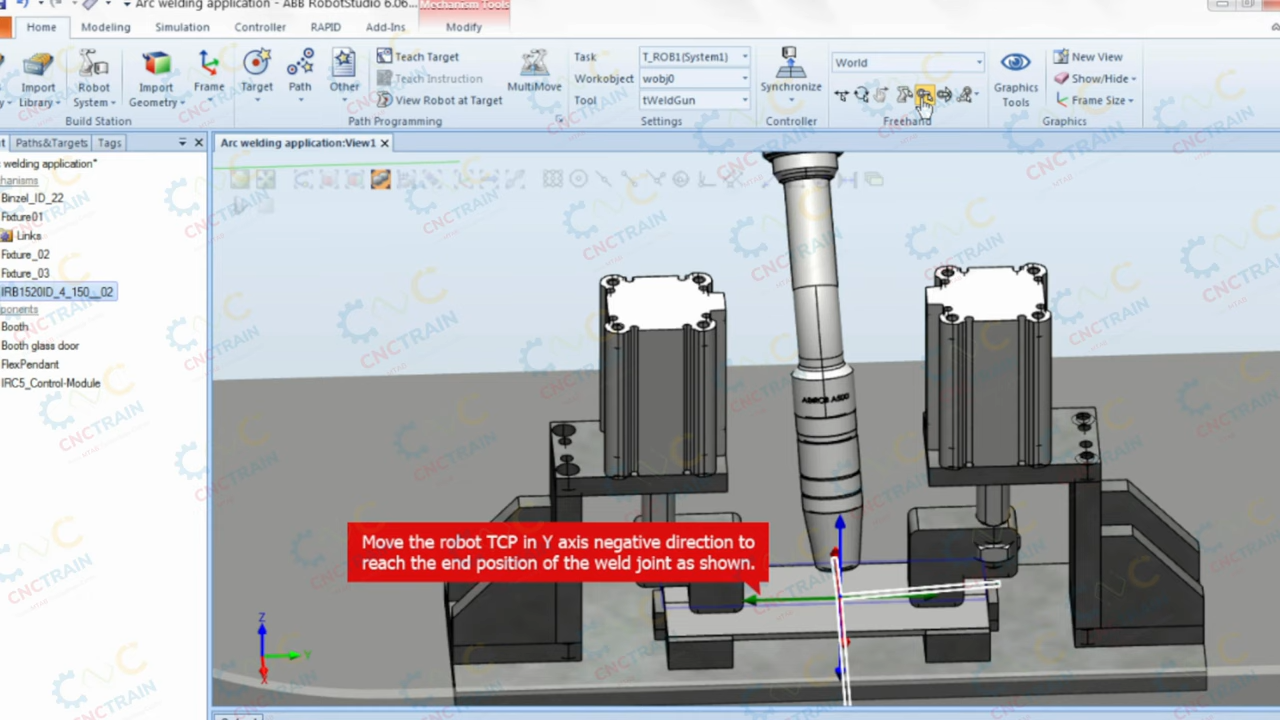 Arc welding application - ABB RobotStudio 6.06...
Mechanism Tools
Home Modeling Simulation Controller RAPID Add-Ins Modify
Import Library
Robot System
Import Geometry
Frame
Target
Path
Other
Teach Target
Teach Instruction
View Robot at Target
MultiMove
Task T_ROB1(System1)
Workobject wobj0
Tool tWeldGun
Synchronize
World
Graphics Tools
New View
Show/Hide
Frame Size
Build Station
Path Programming
Settings
Controller
Freehand
Graphics
Paths&Targets Tags
Arc welding application:View1
welding application*
Binzel_ID_22
Fixture01
Links
Fixture_02
Fixture_03
IRB1520ID_4_150__02
Booth
Booth glass door
FlexPendant
IRC5_Control-Module
Move the robot TCP in Y axis negative direction to
reach the end position of the weld joint as shown.
Z
Y
X
CNCTRAIN